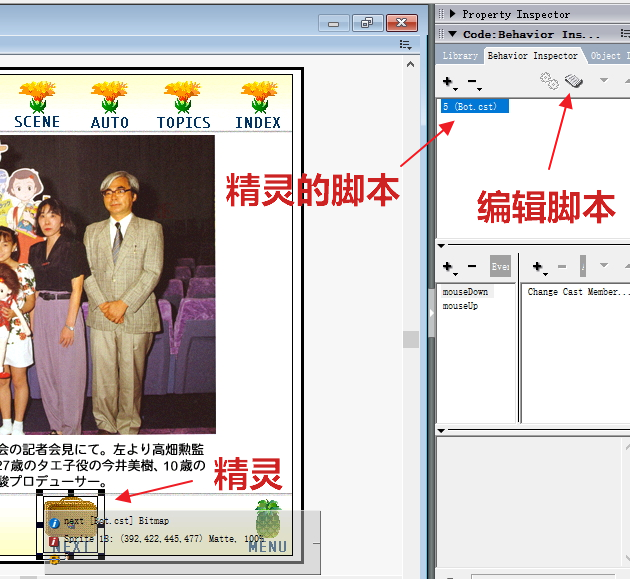 Property Inspector
Code:Behavior Ins...
Library Behavior Inspector Object I
5 (Bot.cst)
SCENE AUTO TOPICS INDEX
精灵的脚本
编辑脚本
Even
mouseDown
mouseUp
Change Cast Member...
会の記者会見にて。左より高畑勲監
27歳のタエ子役の今井美樹、10歳の
駿プロデューサー。
精灵
next [Bot.cst] Bitmap
Sprite 18: (392,422,445,477) Matte, 100%
NEXT
MENU